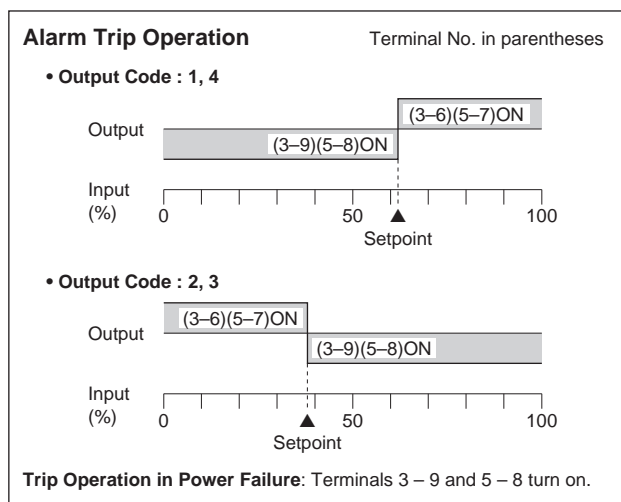 Alarm Trip Operation Terminal No. in parentheses
• Output Code : 1, 4
(3–6)(5–7)ON
Output
(3–9)(5–8)ON
Input
(%)
0 50 100
Setpoint
• Output Code : 2, 3
(3–6)(5–7)ON
Output
(3–9)(5–8)ON
Input
(%)
0 50 100
Setpoint
Trip Operation in Power Failure: Terminals 3 – 9 and 5 – 8 turn on.